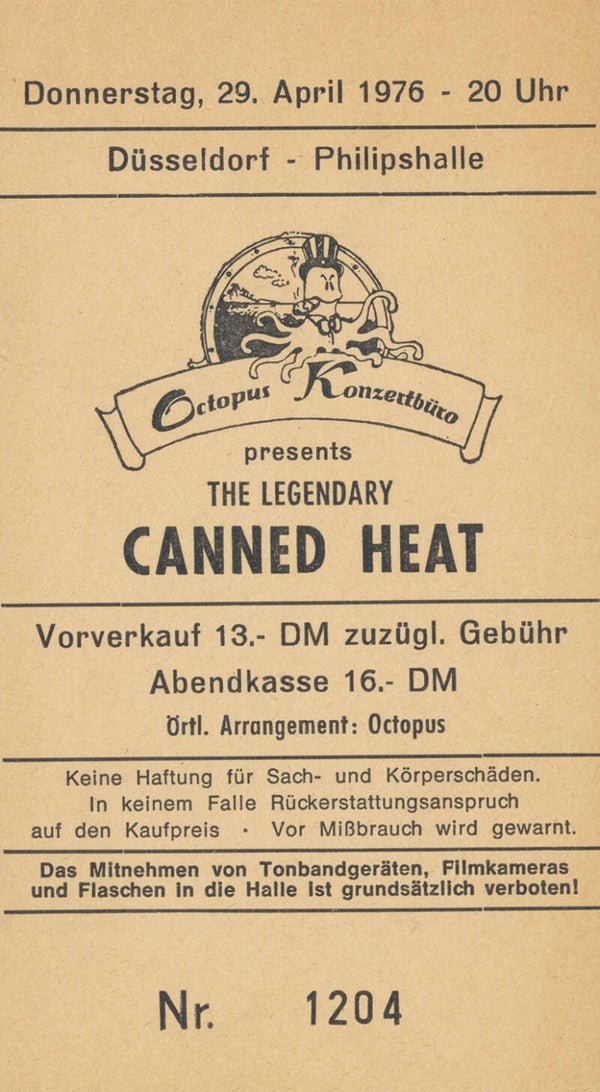 Donnerstag, 29. April 1976 - 20 Uhr
Düsseldorf - Philipshalle
Octopus Konzertbüro
presents
THE LEGENDARY
CANNED HEAT
Vorverkauf 13.- DM zuzügl. Gebühr
Abendkasse 16.- DM
Örtl. Arrangement: Octopus
Keine Haftung für Sach- und Körperschäden.
In keinem Falle Rückerstattungsanspruch
auf den Kaufpreis · Vor Mißbrauch wird gewarnt.
Das Mitnehmen von Tonbandgeräten, Filmkameras
und Flaschen in die Halle ist grundsätzlich verboten!
Nr. 1204